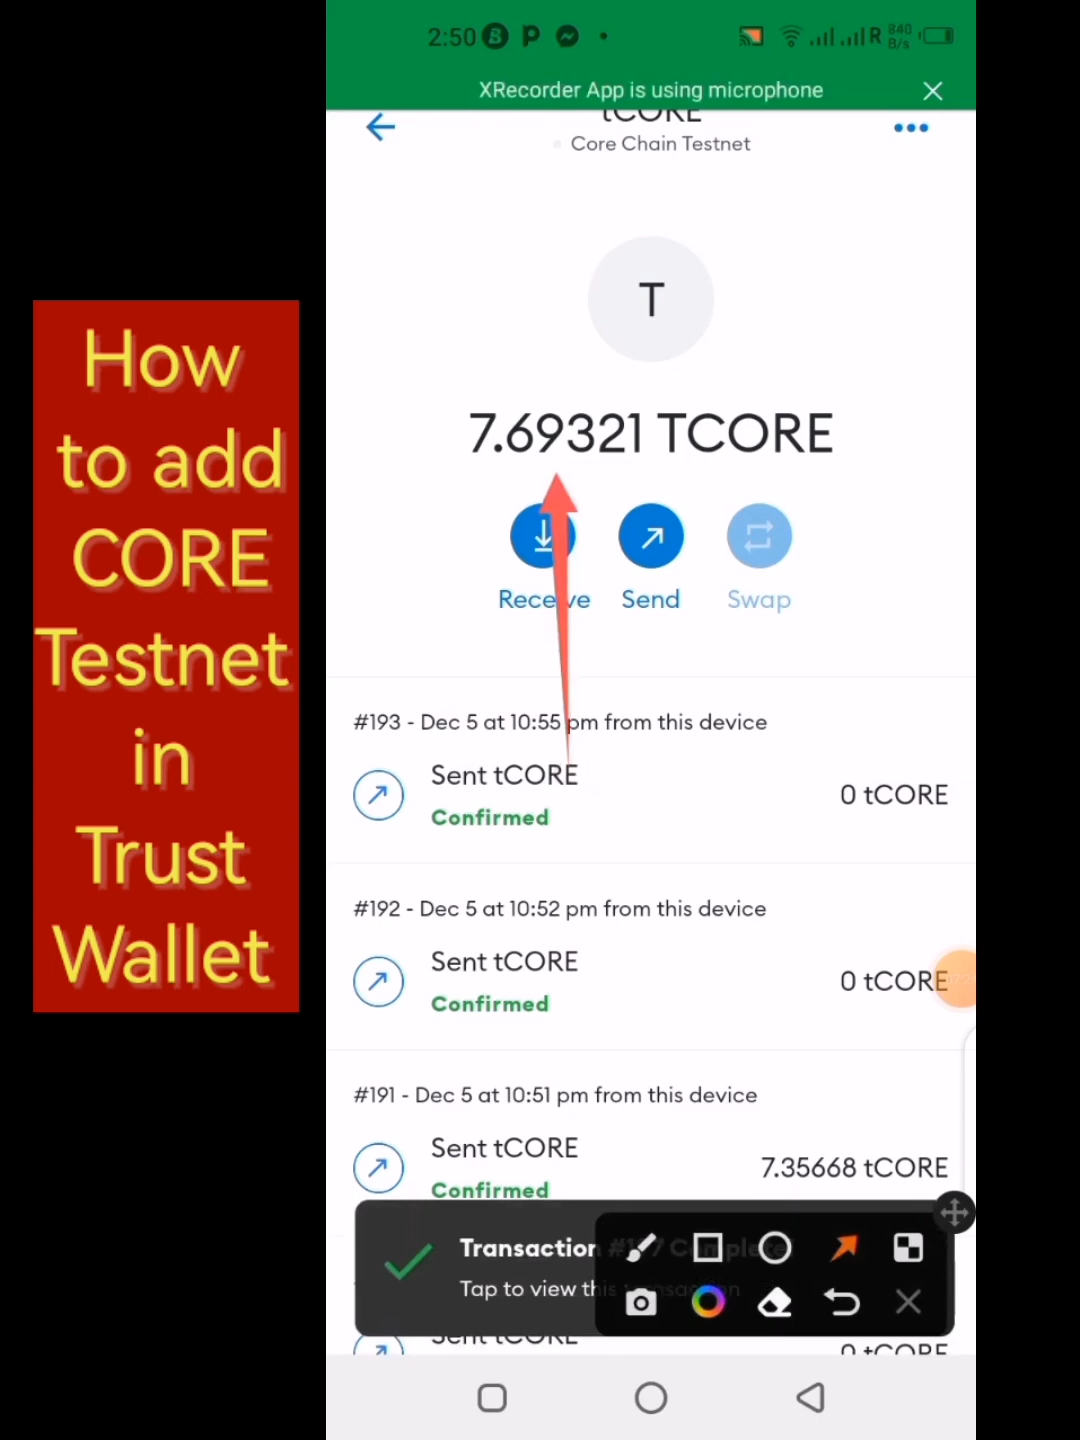 How
to add
CORE
Testnet
in
Trust
Wallet
2:50
R 840 B/s
XRecorder App is using microphone
tCORE
Core Chain Testnet
T
7.69321 TCORE
Receive Send Swap
#193 - Dec 5 at 10:55 pm from this device
Sent tCORE
0 tCORE
Confirmed
#192 - Dec 5 at 10:52 pm from this device
Sent tCORE
0 tCORE
Confirmed
#191 - Dec 5 at 10:51 pm from this device
Sent tCORE
7.35668 tCORE
Confirmed
Transaction
Tap to view this transaction
Sent tCORE
0 tCORE